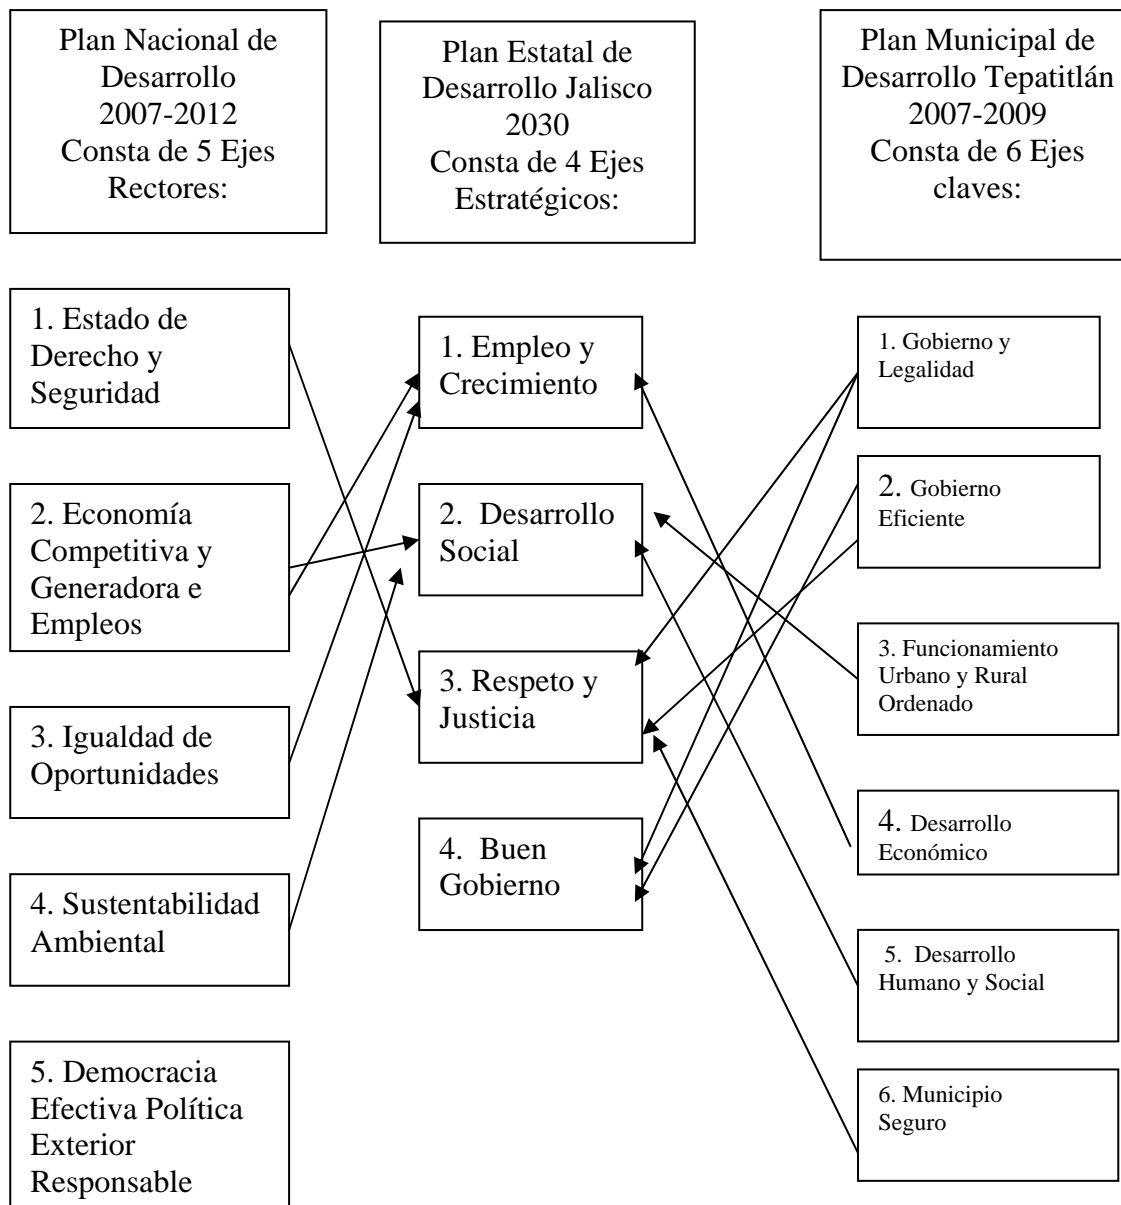 Plan Nacional de
Desarrollo
2007-2012
Consta de 5 Ejes
Rectores:
Plan Estatal de
Desarrollo Jalisco
2030
Consta de 4 Ejes
Estratégicos:
Plan Municipal de
Desarrollo Tepatitlán
2007-2009
Consta de 6 Ejes
claves:
1. Estado de
Derecho y
Seguridad
2. Economía
Competitiva y
Generadora e
Empleos
3. Igualdad de
Oportunidades
4. Sustentabilidad
Ambiental
5. Democracia
Efectiva Política
Exterior
Responsable
1. Empleo y
Crecimiento
2. Desarrollo
Social
3. Respeto y
Justicia
4. Buen
Gobierno
1. Gobierno y
Legalidad
2. Gobierno
Eficiente
3. Funcionamiento
Urbano y Rural
Ordenado
4. Desarrollo
Económico
5. Desarrollo
Humano y Social
6. Municipio
Seguro